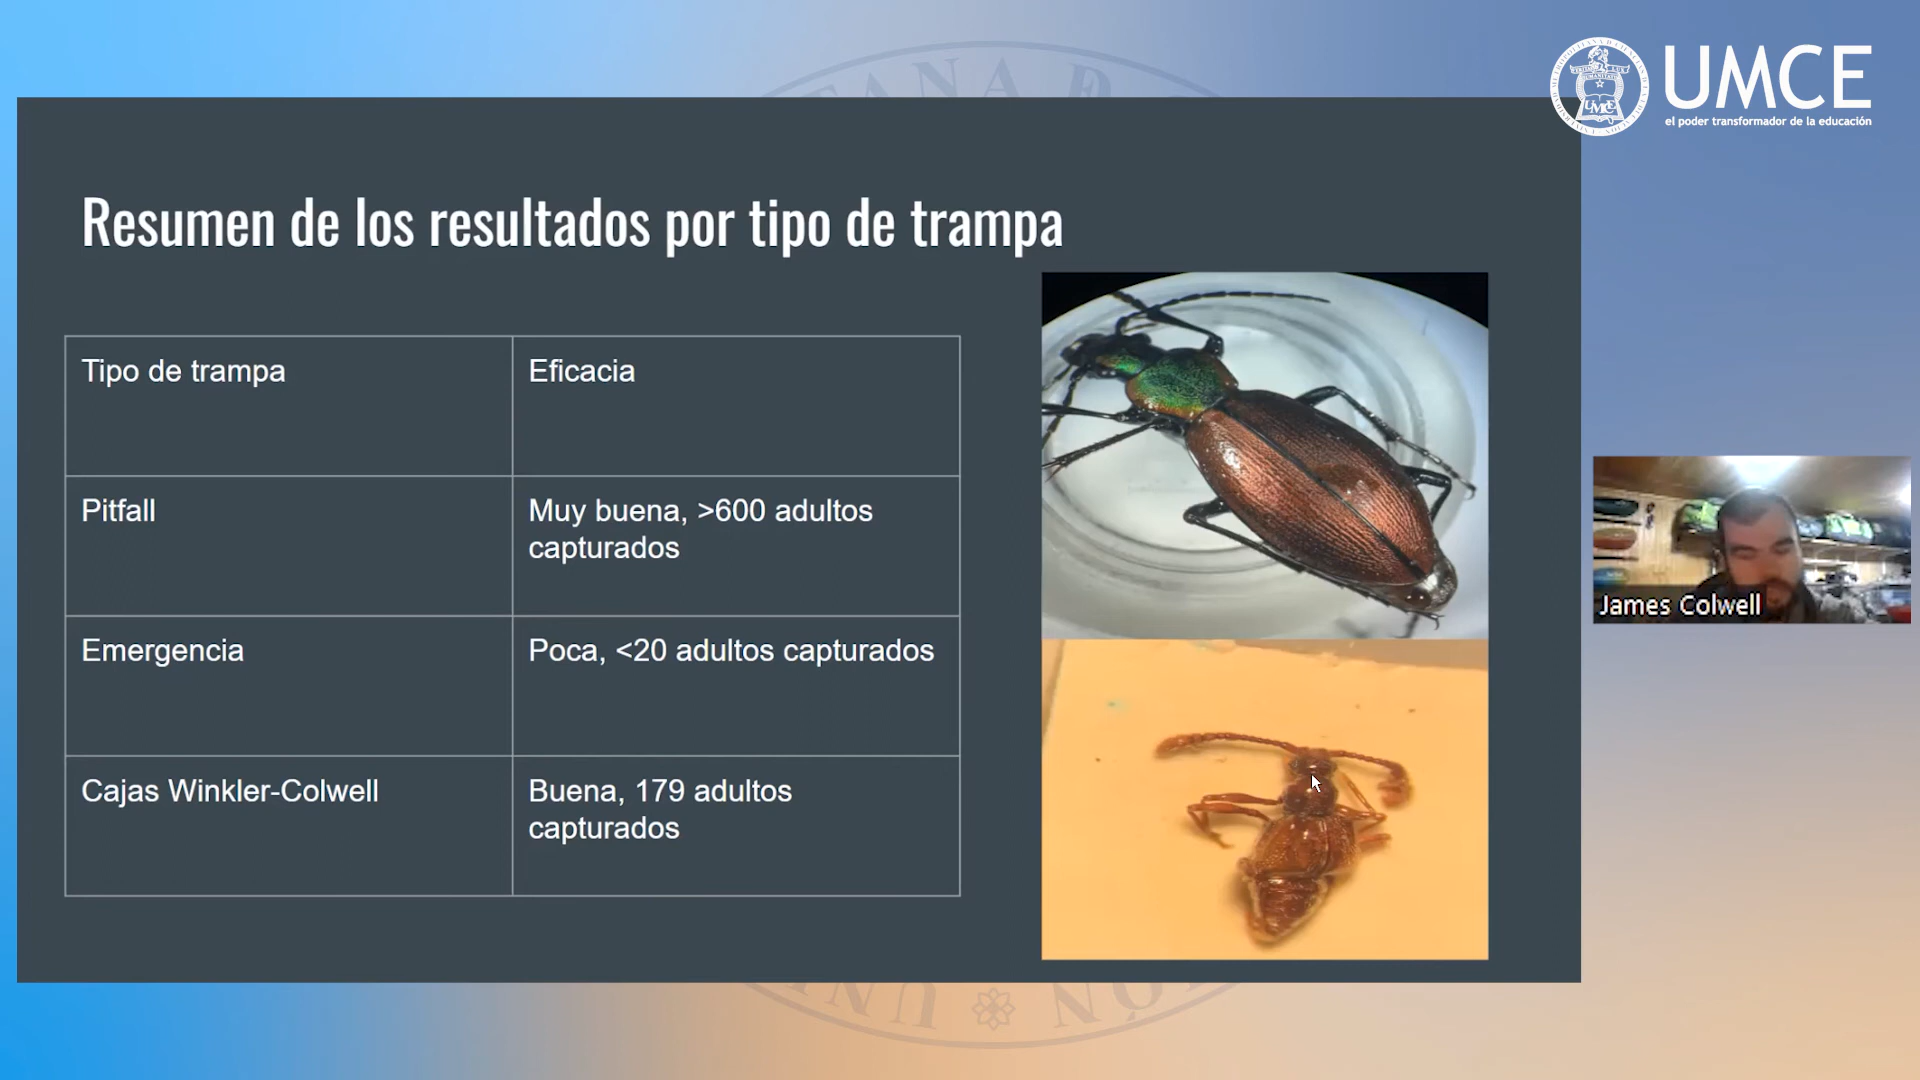 UMCE
el poder transformador de la educación
Resumen de los resultados por tipo de trampa
Tipo de trampa
Eficacia
Pitfall
Muy buena, >600 adultos
capturados
Emergencia
Poca, <20 adultos capturados
Cajas Winkler-Colwell
Buena, 179 adultos
capturados
James Colwell